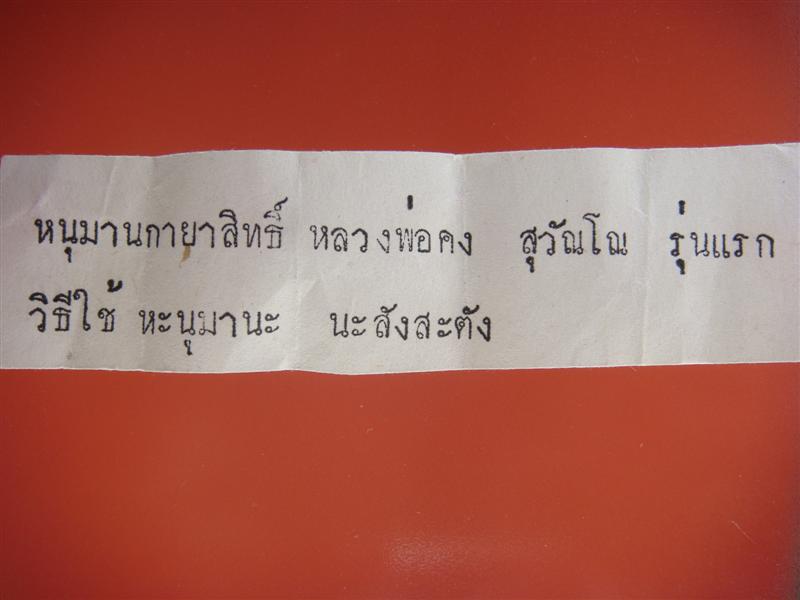 หนุมานกายาสิทธิ์ หลวงพ่อคง สุวัณโณ รุ่นแรก
วิธีใช้ หะนุมานะ นะสังสะตัง